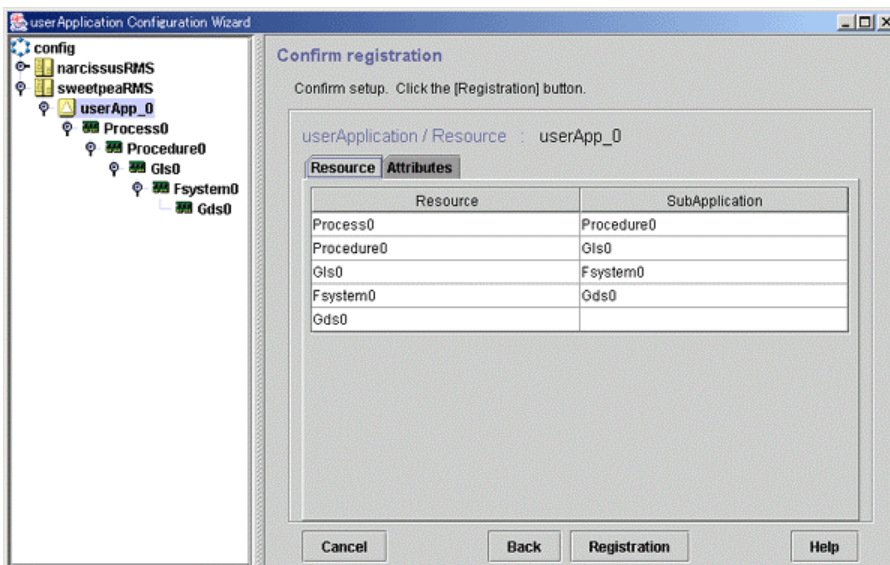 userApplication Configuration Wizard
config
narcissusRMS
sweetpeaRMS
userApp_0
Process0
Procedure0
Gls0
Fsystem0
Gds0
Confirm registration
Confirm setup. Click the [Registration] button.
userApplication / Resource : userApp_0
Resource Attributes
Resource SubApplication
Process0 Procedure0
Procedure0 Gls0
Gls0 Fsystem0
Fsystem0 Gds0
Gds0
Cancel Back Registration Help